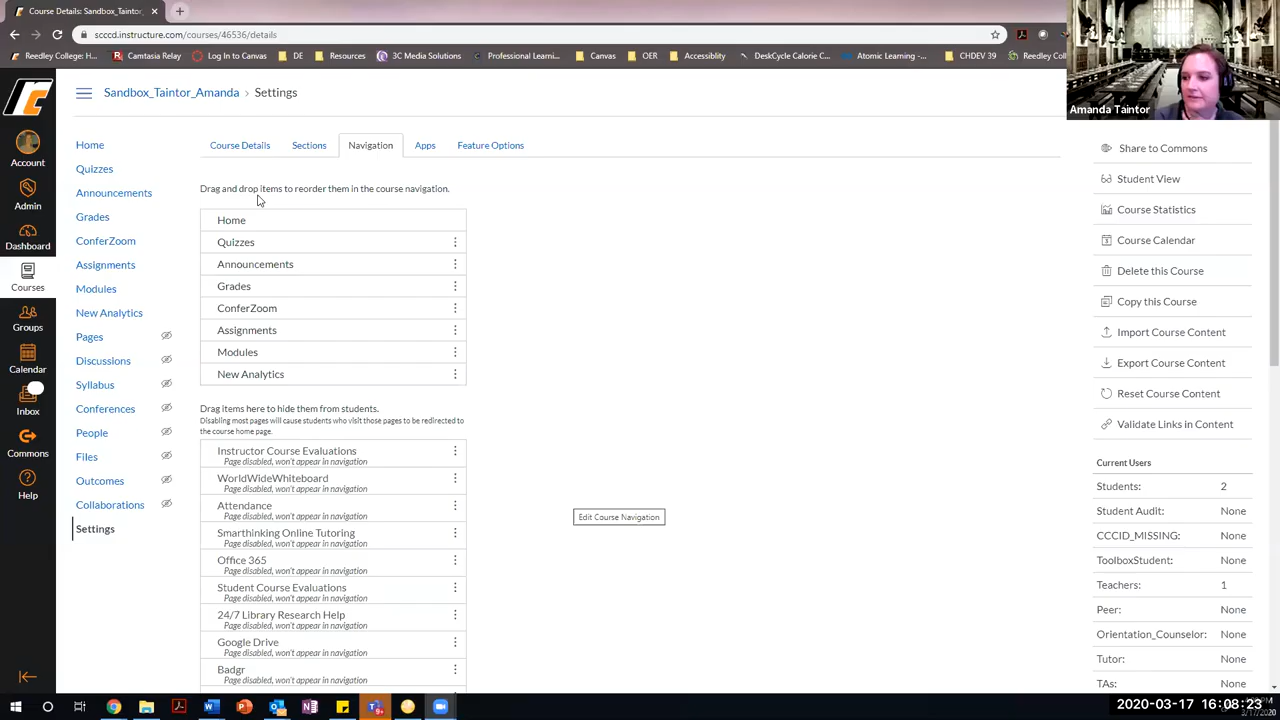 Course Details: Sandbox_Taintor
scccd.instructure.com/courses/46536/details
Reedley College: H...
Camtasia Relay
Log In to Canvas
DE
Resources
3C Media Solutions
Professional Learni...
Canvas
OER
Accessiblity
DeskCycle Calorie C...
Atomic Learning -...
CHDEV 39
Reedley Coll
Amanda Taintor
Sandbox_Taintor_Amanda › Settings
Account
Admin
Dashboard
Courses
Groups
Calendar
Inbox
Commons
Help
Home
Quizzes
Announcements
Grades
ConferZoom
Assignments
Modules
New Analytics
Pages
Discussions
Syllabus
Conferences
People
Files
Outcomes
Collaborations
Settings
Course Details
Sections
Navigation
Apps
Feature Options
Drag and drop items to reorder them in the course navigation.
Home
Quizzes
Announcements
Grades
ConferZoom
Assignments
Modules
New Analytics
Drag items here to hide them from students.
Disabling most pages will cause students who visit those pages to be redirected to
the course home page.
Instructor Course Evaluations
Page disabled, won't appear in navigation
WorldWideWhiteboard
Page disabled, won't appear in navigation
Attendance
Page disabled, won't appear in navigation
Smarthinking Online Tutoring
Page disabled, won't appear in navigation
Office 365
Page disabled, won't appear in navigation
Student Course Evaluations
Page disabled, won't appear in navigation
24/7 Library Research Help
Page disabled, won't appear in navigation
Google Drive
Page disabled, won't appear in navigation
Badgr
Page disabled, won't appear in navigation
Edit Course Navigation
Share to Commons
Student View
Course Statistics
Course Calendar
Delete this Course
Copy this Course
Import Course Content
Export Course Content
Reset Course Content
Validate Links in Content
Current Users
Students: 2
Student Audit: None
CCCID_MISSING: None
ToolboxStudent: None
Teachers: 1
Peer: None
Orientation_Counselor: None
Tutor: None
TAs: None
2020-03-17 16:08:23
3/17/2020